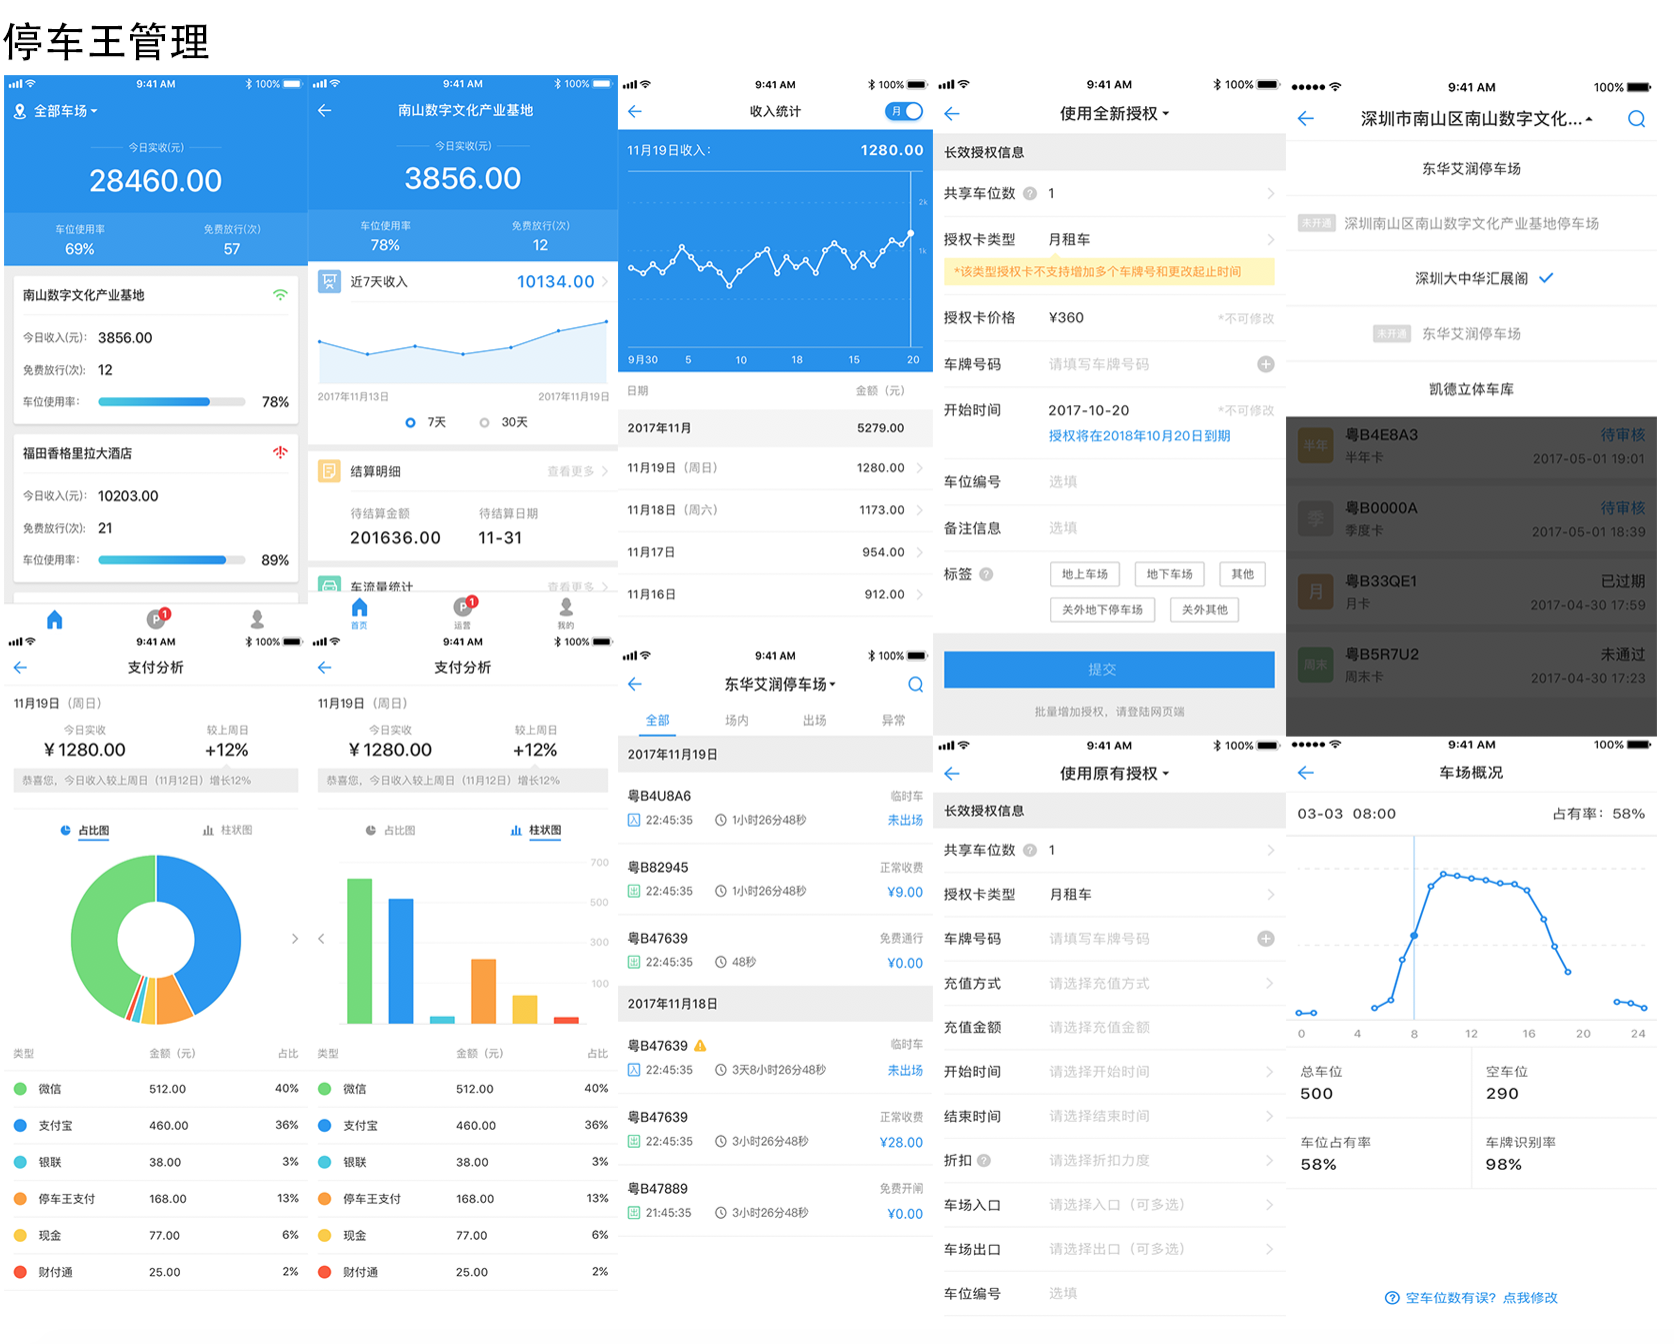 停车王管理
9:41 AM
100%
全部车场
今日实收(元)
28460.00
车位使用率
免费放行(次)
69%
57
南山数字文化产业基地
今日收入(元): 3856.00
免费放行(次): 12
车位使用率: 78%
福田香格里拉大酒店
今日收入(元): 10203.00
免费放行(次): 21
车位使用率: 89%
P 1
9:41 AM
100%
南山数字文化产业基地
今日实收(元)
3856.00
车位使用率
免费放行(次)
78%
12
近7天收入 10134.00
2017年11月13日
2017年11月19日
7天
30天
结算明细 查看更多
待结算金额
待结算日期
201636.00
11-31
车流量统计 查看更多
P 1
首页 运营 我的
9:41 AM
100%
收入统计
月
11月19日收入: 1280.00
2k
1k
9月30 5 10 18 15 20
日期 金额（元）
2017年11月 5279.00
11月19日（周日） 1280.00
11月18日（周六） 1173.00
11月17日 954.00
11月16日 912.00
9:41 AM
100%
使用全新授权
长效授权信息
共享车位数 ? 1
授权卡类型 月租车
*该类型授权卡不支持增加多个车牌号和更改起止时间
授权卡价格 ¥360 *不可修改
车牌号码 请填写车牌号码
开始时间 2017-10-20 *不可修改
授权将在2018年10月20日到期
车位编号 选填
备注信息 选填
标签 ? 地上车场 地下车场 其他
关外地下停车场 关外其他
提交
批量增加授权，请登陆网页端
9:41 AM
100%
深圳市南山区南山数字文化...
东华艾润停车场
未开通 深圳南山区南山数字文化产业基地停车场
深圳大中华汇展阁
未开通 东华艾润停车场
凯德立体车库
半年 粤B4E8A3 待审核
半年卡 2017-05-01 19:01
季 粤B0000A 待审核
季度卡 2017-05-01 18:39
月 粤B33QE1 已过期
月卡 2017-04-30 17:59
周末 粤B5R7U2 未通过
周末卡 2017-04-30 17:23
9:41 AM
100%
支付分析
11月19日（周日）
今日实收
较上周日
¥1280.00
+12%
恭喜您，今日收入较上周日（11月12日）增长12%
占比图
柱状图
类型 金额（元） 占比
微信 512.00 40%
支付宝 460.00 36%
银联 38.00 3%
停车王支付 168.00 13%
现金 77.00 6%
财付通 25.00 2%
9:41 AM
100%
支付分析
11月19日（周日）
今日实收
较上周日
¥1280.00
+12%
恭喜您，今日收入较上周日（11月12日）增长12%
占比图
柱状图
700
500
300
100
类型 金额（元） 占比
微信 512.00 40%
支付宝 460.00 36%
银联 38.00 3%
停车王支付 168.00 13%
现金 77.00 6%
财付通 25.00 2%
9:41 AM
100%
东华艾润停车场
全部 场内 出场 异常
2017年11月19日
粤B4U8A6 临时车
入 22:45:35 1小时26分48秒 未出场
粤B82945 正常收费
出 22:45:35 1小时26分48秒 ¥9.00
粤B47639 免费通行
出 22:45:35 48秒 ¥0.00
2017年11月18日
粤B47639 临时车
入 22:45:35 3天8小时26分48秒 未出场
粤B47639 正常收费
出 22:45:35 3小时26分48秒 ¥28.00
粤B47889 免费开闸
出 21:45:35 3小时26分48秒 ¥0.00
9:41 AM
100%
使用原有授权
长效授权信息
共享车位数 ? 1
授权卡类型 月租车
车牌号码 请填写车牌号码
充值方式 请选择充值方式
充值金额 请选择充值金额
开始时间 请选择开始时间
结束时间 请选择结束时间
折扣 ? 请选择折扣力度
车场入口 请选择入口（可多选）
车场出口 请选择出口（可多选）
车位编号 选填
9:41 AM
100%
车场概况
03-03 08:00 占有率: 58%
0 4 8 12 16 20 24
总车位
空车位
500
290
车位占有率
车牌识别率
58%
98%
? 空车位数有误? 点我修改